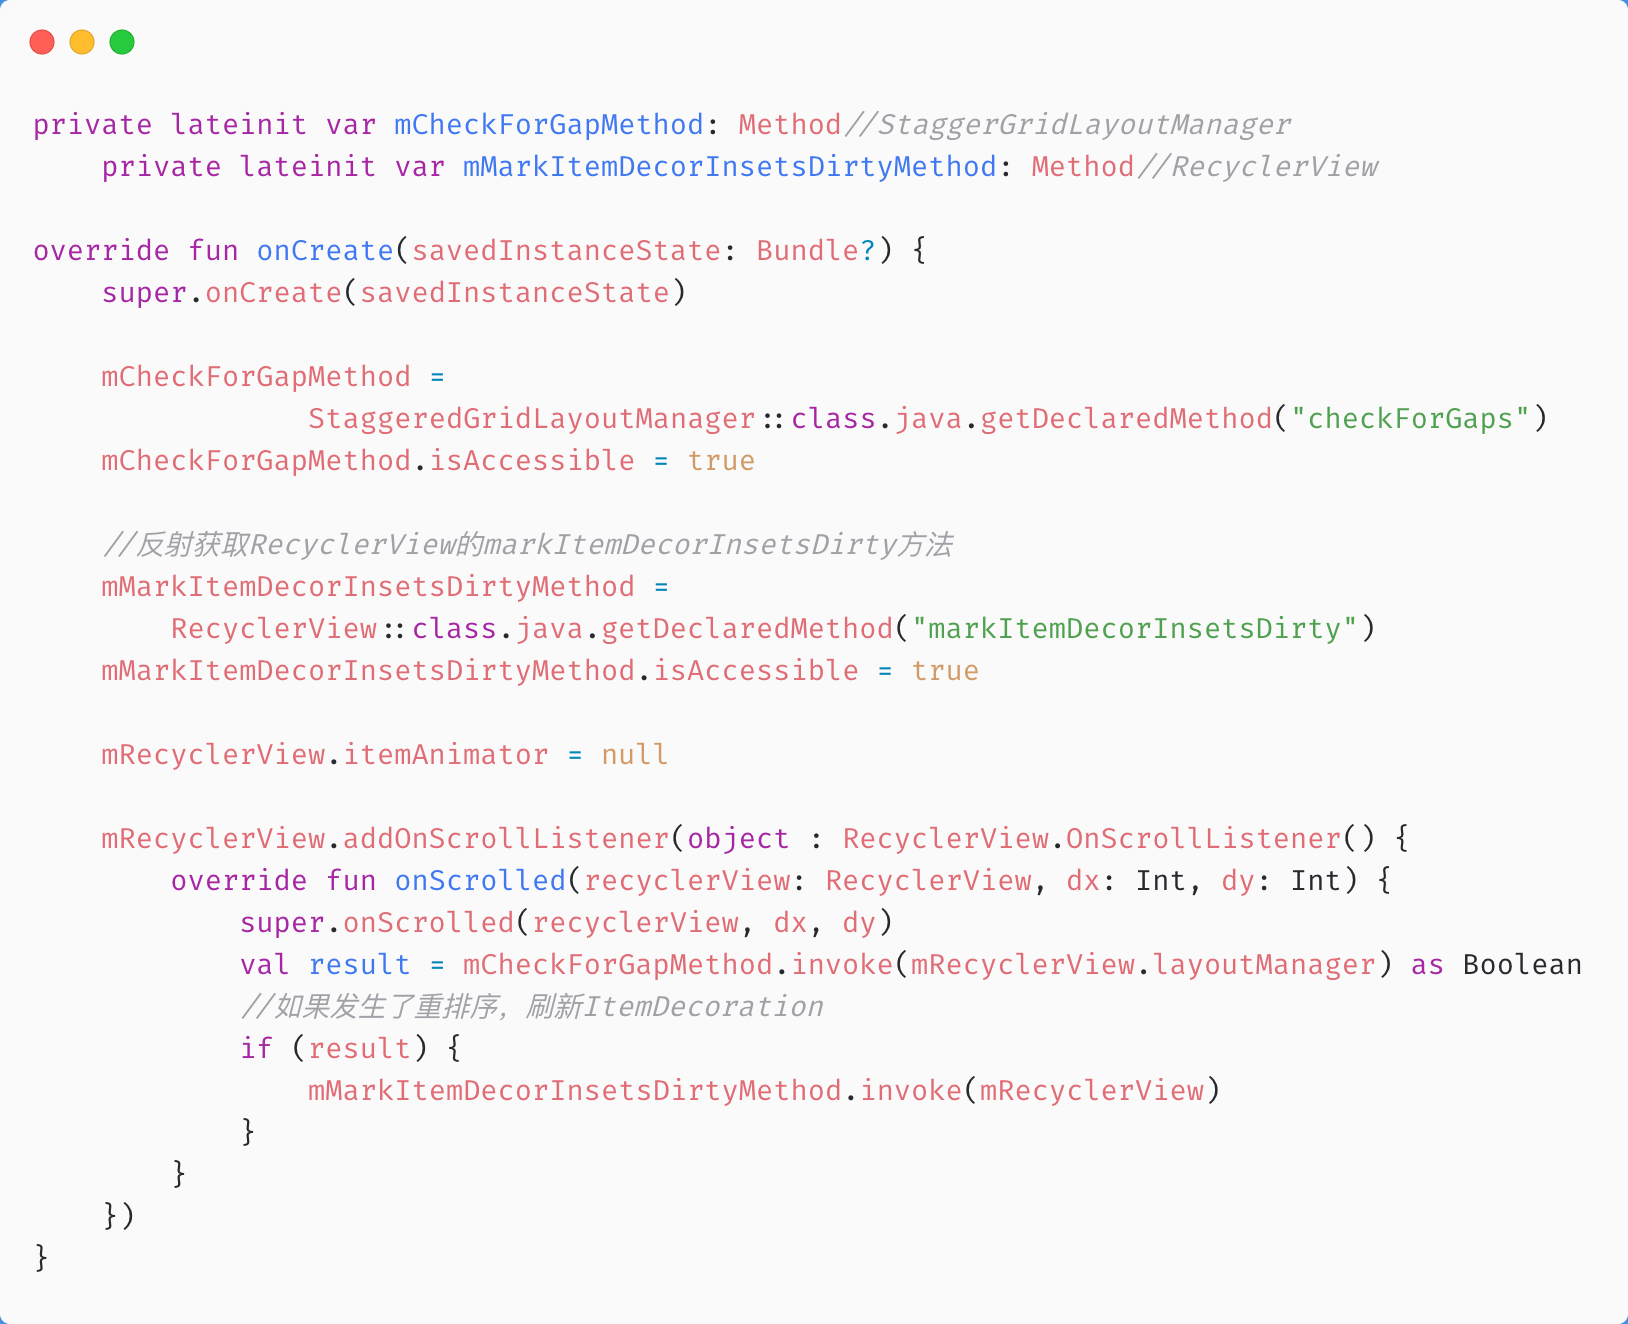 private lateinit var mCheckForGapMethod: Method//StaggerGridLayoutManager
    private lateinit var mMarkItemDecorInsetsDirtyMethod: Method//RecyclerView

override fun onCreate(savedInstanceState: Bundle?) {
    super.onCreate(savedInstanceState)

    mCheckForGapMethod =
                StaggeredGridLayoutManager::class.java.getDeclaredMethod("checkForGaps")
    mCheckForGapMethod.isAccessible = true

    //反射获取RecyclerView的markItemDecorInsetsDirty方法
    mMarkItemDecorInsetsDirtyMethod =
        RecyclerView::class.java.getDeclaredMethod("markItemDecorInsetsDirty")
    mMarkItemDecorInsetsDirtyMethod.isAccessible = true

    mRecyclerView.itemAnimator = null

    mRecyclerView.addOnScrollListener(object : RecyclerView.OnScrollListener() {
        override fun onScrolled(recyclerView: RecyclerView, dx: Int, dy: Int) {
            super.onScrolled(recyclerView, dx, dy)
            val result = mCheckForGapMethod.invoke(mRecyclerView.layoutManager) as Boolean
            //如果发生了重排序，刷新ItemDecoration
            if (result) {
                mMarkItemDecorInsetsDirtyMethod.invoke(mRecyclerView)
            }
        }
    })
}